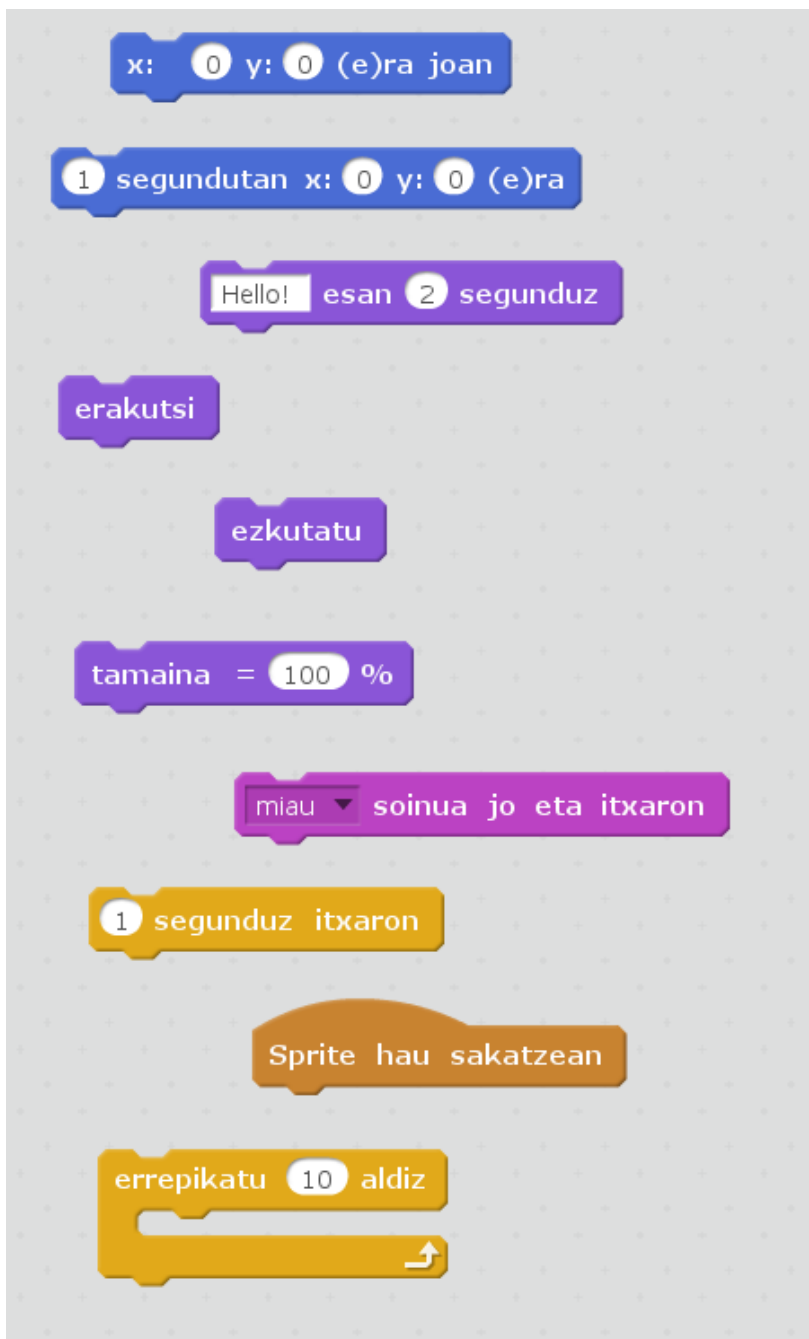 x: 0 y: 0 (e)ra joan
1 segundutan x: 0 y: 0 (e)ra
Hello! esan 2 segunduz
erakutsi
ezkutatu
tamaina = 100 %
miau soinua jo eta itxaron
1 segunduz itxaron
Sprite hau sakatzean
errepikatu 10 aldiz